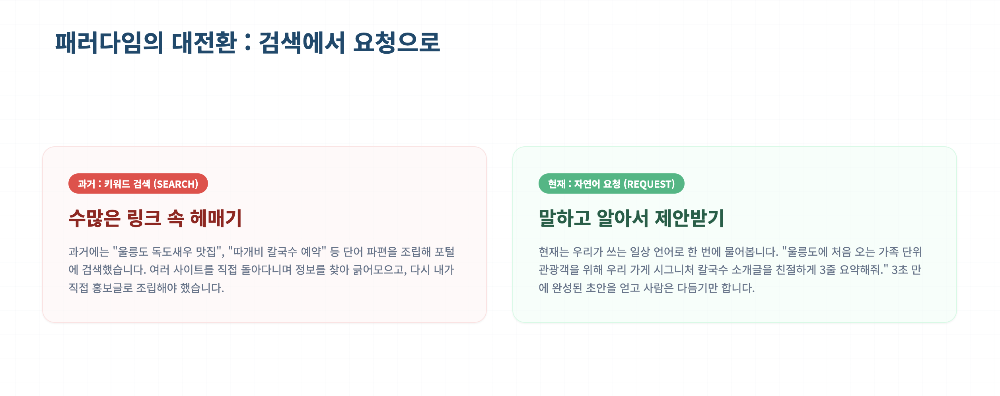 패러다임의 대전환 : 검색에서 요청으로
과거 : 키워드 검색 (SEARCH)
수많은 링크 속 헤매기
과거에는 "울릉도 독도새우 맛집", "따개비 칼국수 예약" 등 단어 파편을 조립해 포털
에 검색했습니다. 여러 사이트를 직접 돌아다니며 정보를 찾아 긁어모으고, 다시 내가
직접 홍보글로 조립해야 했습니다.
현재 : 자연어 요청 (REQUEST)
말하고 알아서 제안받기
현재는 우리가 쓰는 일상 언어로 한 번에 물어봅니다. "울릉도에 처음 오는 가족 단위
관광객을 위해 우리 가게 시그니처 칼국수 소개글을 친절하게 3줄 요약해줘." 3초 만
에 완성된 초안을 얻고 사람은 다듬기만 합니다.